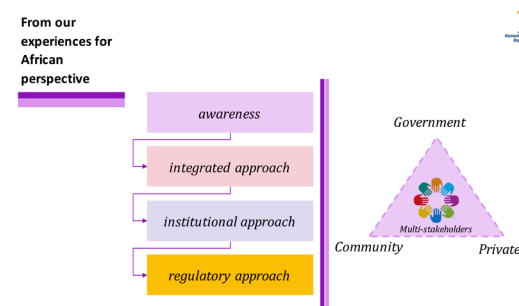 From our
experiences for
African
perspective
awareness
integrated approach
institutional approach
regulatory approach
Government
Multi-stakeholders
Community
Private